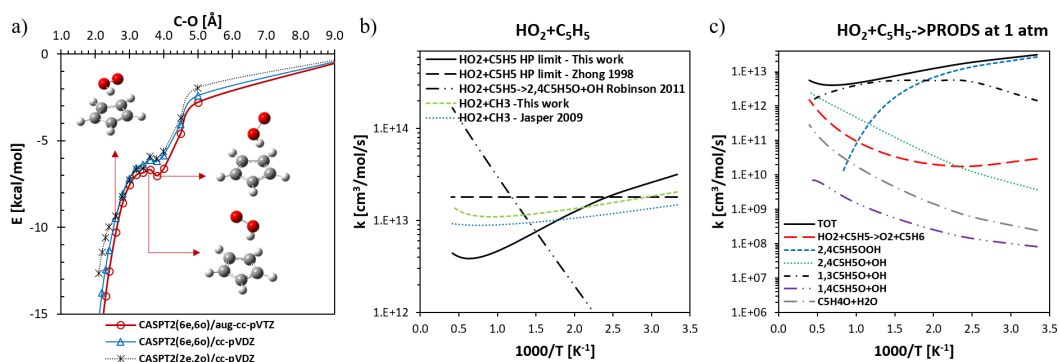 a)
C-O [Å]
1.0 2.0 3.0 4.0 5.0 6.0 7.0 8.0 9.0
0
-5
-10
-15
E [kcal/mol]
CASPT2(6e,6o)/aug-cc-pVTZ
CASPT2(6e,6o)/cc-pVDZ
CASPT2(2e,2o)/cc-pVDZ
b)
HO2+C5H5
HO2+C5H5 HP limit - This work
HO2+C5H5 HP limit - Zhong 1998
HO2+C5H5->2,4C5H5O+OH Robinson 2011
HO2+CH3 -This work
HO2+CH3 - Jasper 2009
1.E+14
1.E+13
1.E+12
k [cm³/mol/s]
0.0 0.5 1.0 1.5 2.0 2.5 3.0 3.5
1000/T [K⁻¹]
c)
HO2+C5H5->PRODS at 1 atm
1.E+13
1.E+12
1.E+11
1.E+10
1.E+09
1.E+08
1.E+07
1.E+06
k [cm³/mol/s]
TOT
HO2+C5H5->O2+C5H6
2,4C5H5OOH
2,4C5H5O+OH
1,3C5H5O+OH
1,4C5H5O+OH
C5H4O+H2O
0.0 0.5 1.0 1.5 2.0 2.5 3.0 3.5
1000/T [K⁻¹]